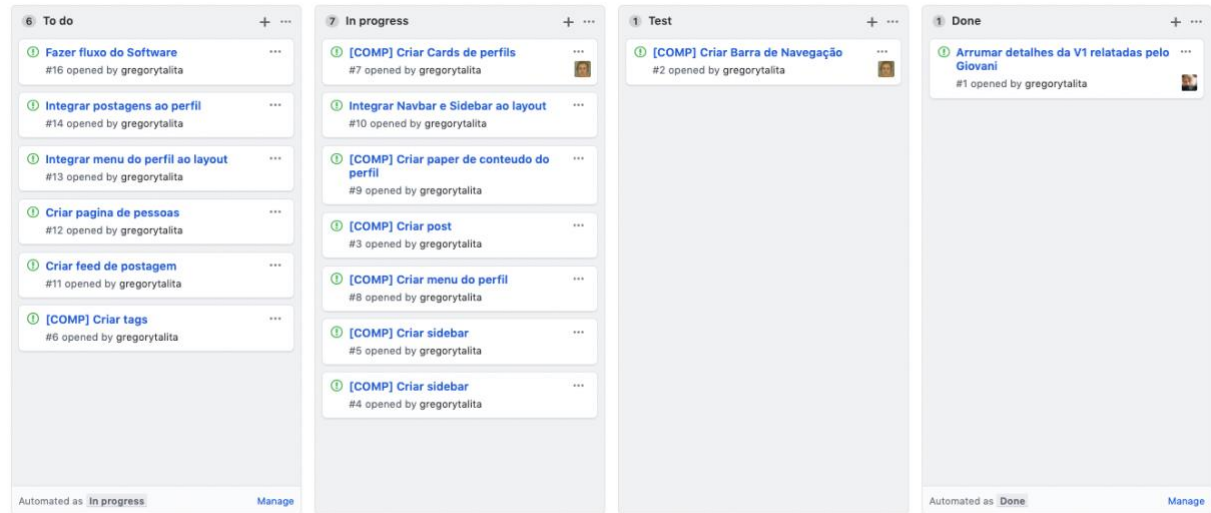 6 To do
Fazer fluxo do Software
#16 opened by gregorytalita
Integrar postagens ao perfil
#14 opened by gregorytalita
Integrar menu do perfil ao layout
#13 opened by gregorytalita
Criar pagina de pessoas
#12 opened by gregorytalita
Criar feed de postagem
#11 opened by gregorytalita
[COMP] Criar tags
#6 opened by gregorytalita
Automated as In progress Manage
7 In progress
[COMP] Criar Cards de perfils
#7 opened by gregorytalita
Integrar Navbar e Sidebar ao layout
#10 opened by gregorytalita
[COMP] Criar paper de conteudo do
perfil
#9 opened by gregorytalita
[COMP] Criar post
#3 opened by gregorytalita
[COMP] Criar menu do perfil
#8 opened by gregorytalita
[COMP] Criar sidebar
#5 opened by gregorytalita
[COMP] Criar sidebar
#4 opened by gregorytalita
1 Test
[COMP] Criar Barra de Navegação
#2 opened by gregorytalita
1 Done
Arrumar detalhes da V1 relatadas pelo
Giovani
#1 opened by gregorytalita
Automated as Done Manage